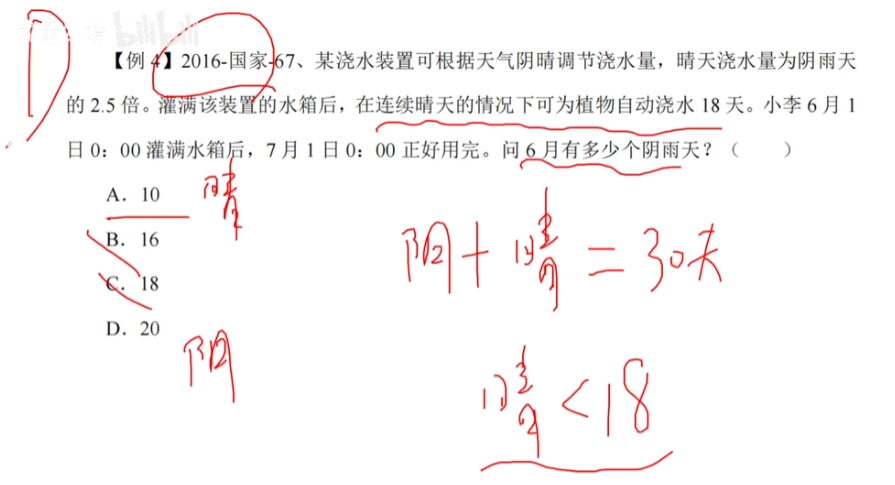 bilibili
【例 4】2016-国家-67、某浇水装置可根据天气阴晴调节浇水量，晴天浇水量为阴雨天
的 2.5 倍。灌满该装置的水箱后，在连续晴天的情况下可为植物自动浇水 18 天。小李 6 月 1
日 0：00 灌满水箱后，7 月 1 日 0：00 正好用完。问 6 月有多少个阴雨天？（　　）
A．10
晴
B．16
阴+晴=30天
C．18
D．20
阴
晴<18